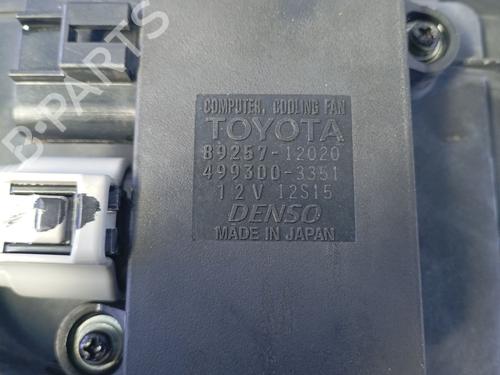 COMPUTER, COOLING FAN
TOYOTA
89257-12020
499300-3351
12V 12S15
DENSO
MADE IN JAPAN
B-PARTS